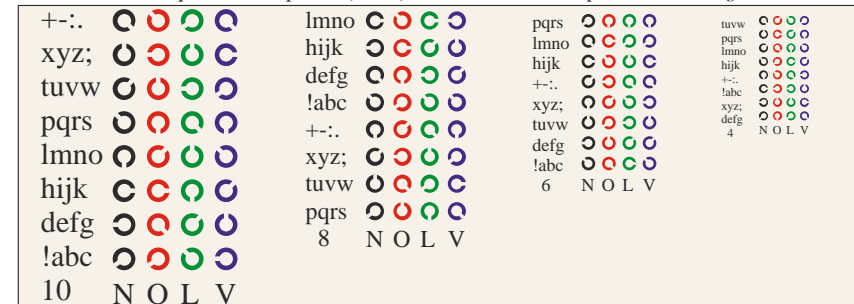 +-:.
xyz;
tuvw
pqrs
lmno
hijk
defg
!abc
10 N O L V
lmno
hijk
defg
!abc
+-:.
xyz;
tuvw
pqrs
8 N O L V
pqrs
lmno
hijk
+-:.
xyz;
tuvw
defg
!abc
6 N O L V
tuvw
pqrs
lmno
hijk
+-:.
!abc
xyz;
defg
4 N O L V